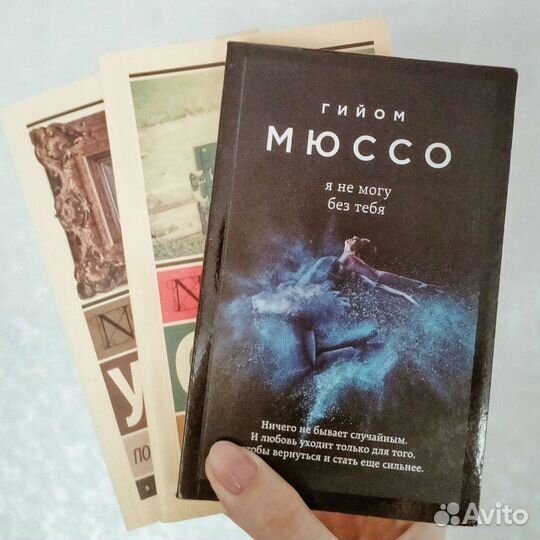 ГИЙОМ
МЮССО
я не могу
без тебя
Ничего не бывает случайным.
И любовь уходит только для того,
чтобы вернуться и стать еще сильнее.
N
N
У
О
ПО
Avito